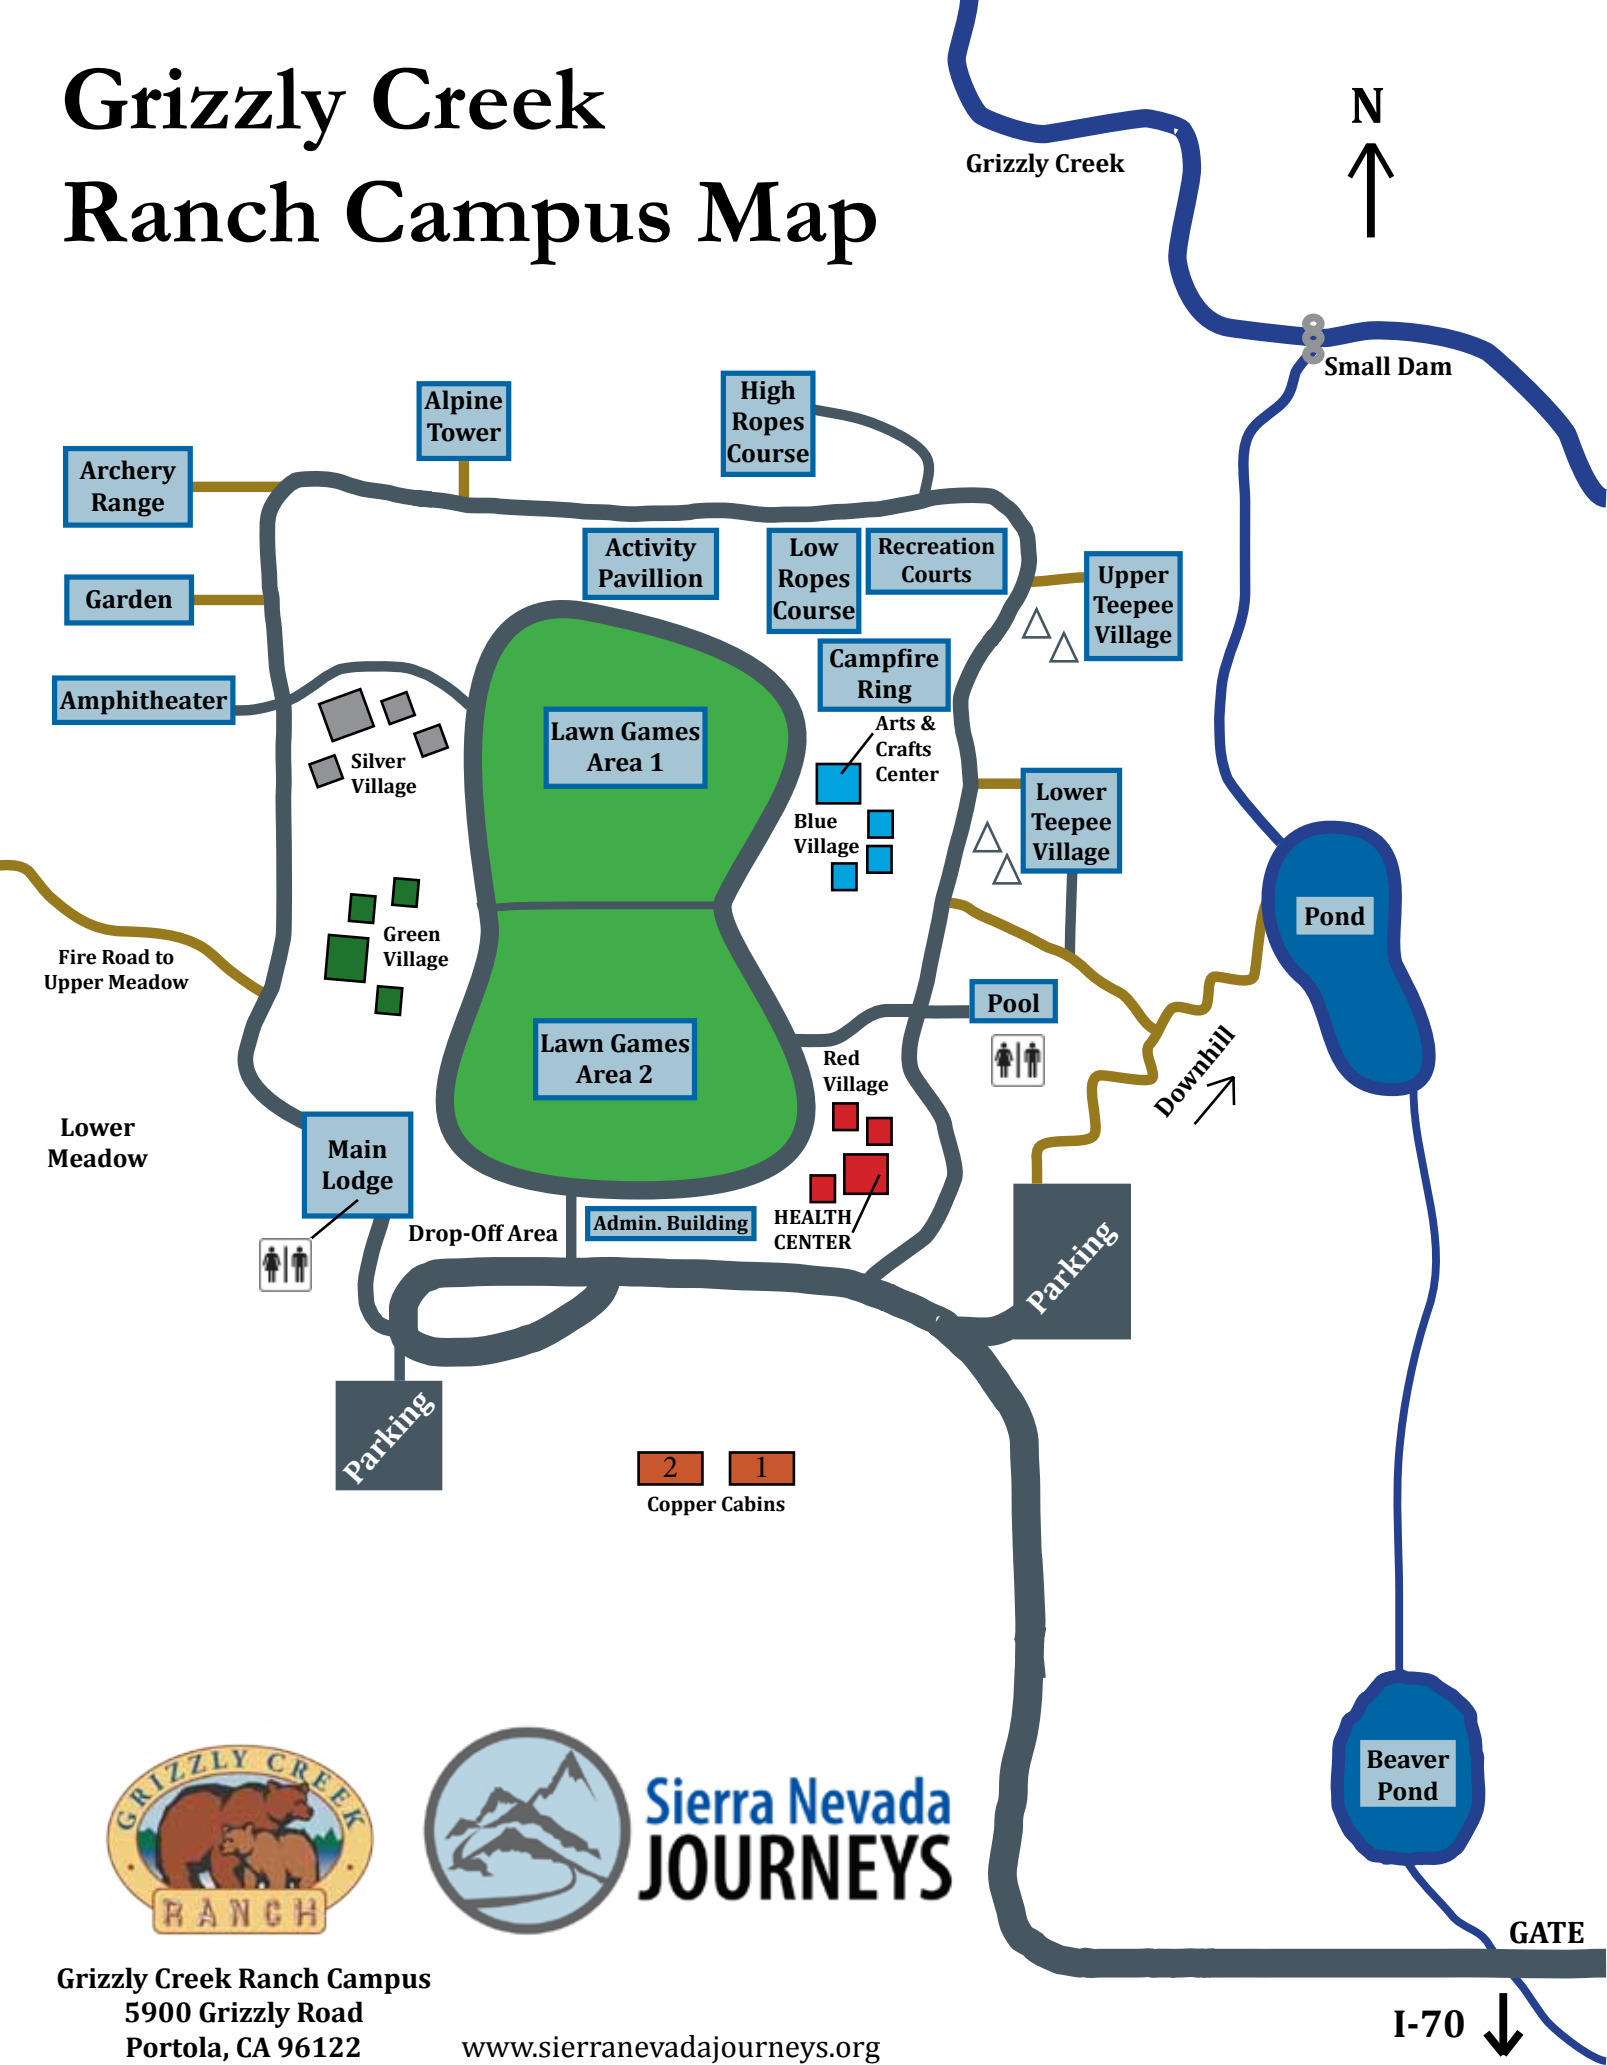 Grizzly Creek
Ranch Campus Map
N
Grizzly Creek
Small Dam
Alpine
Tower
High
Ropes
Course
Archery
Range
Activity
Pavillion
Low
Ropes
Course
Recreation
Courts
Upper
Teepee
Village
Garden
Campfire
Ring
Amphitheater
Lawn Games
Area 1
Arts &
Crafts
Center
Silver
Village
Lower
Teepee
Village
Blue
Village
Pond
Green
Village
Fire Road to
Upper Meadow
Pool
Lawn Games
Area 2
Red
Village
Downhill
Lower
Meadow
Main
Lodge
Drop-Off Area
Admin. Building
HEALTH
CENTER
Parking
Parking
2
1
Copper Cabins
Beaver
Pond
GRIZZLY CREEK
RANCH
Sierra Nevada
JOURNEYS
GATE
Grizzly Creek Ranch Campus
5900 Grizzly Road
Portola, CA 96122
www.sierranevadajourneys.org
I-70